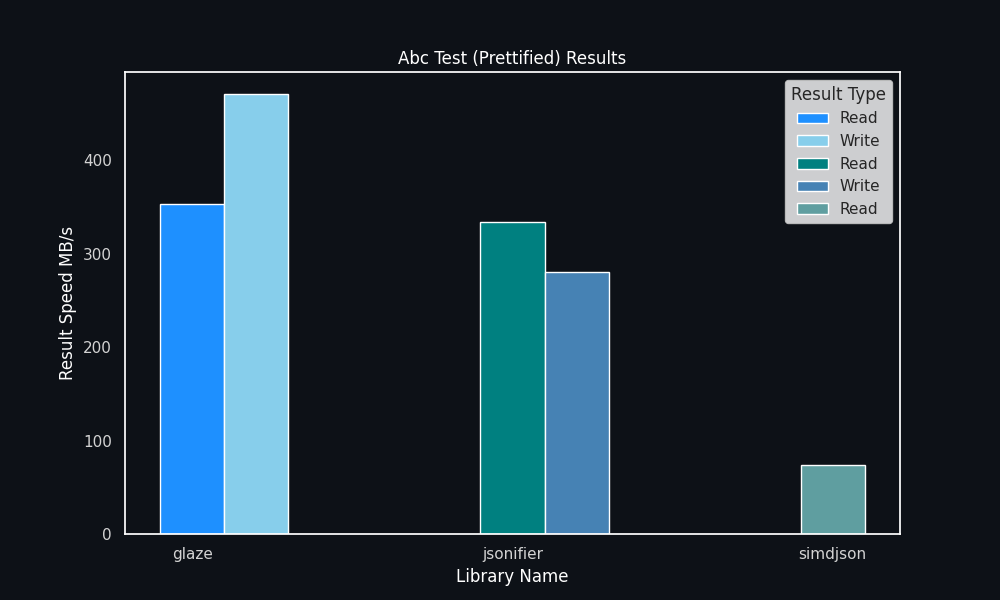 Abc Test (Prettified) Results
Result Type
Read
Write
Read
Write
Read
Result Speed MB/s
400
300
200
100
0
glaze
jsonifier
simdjson
Library Name